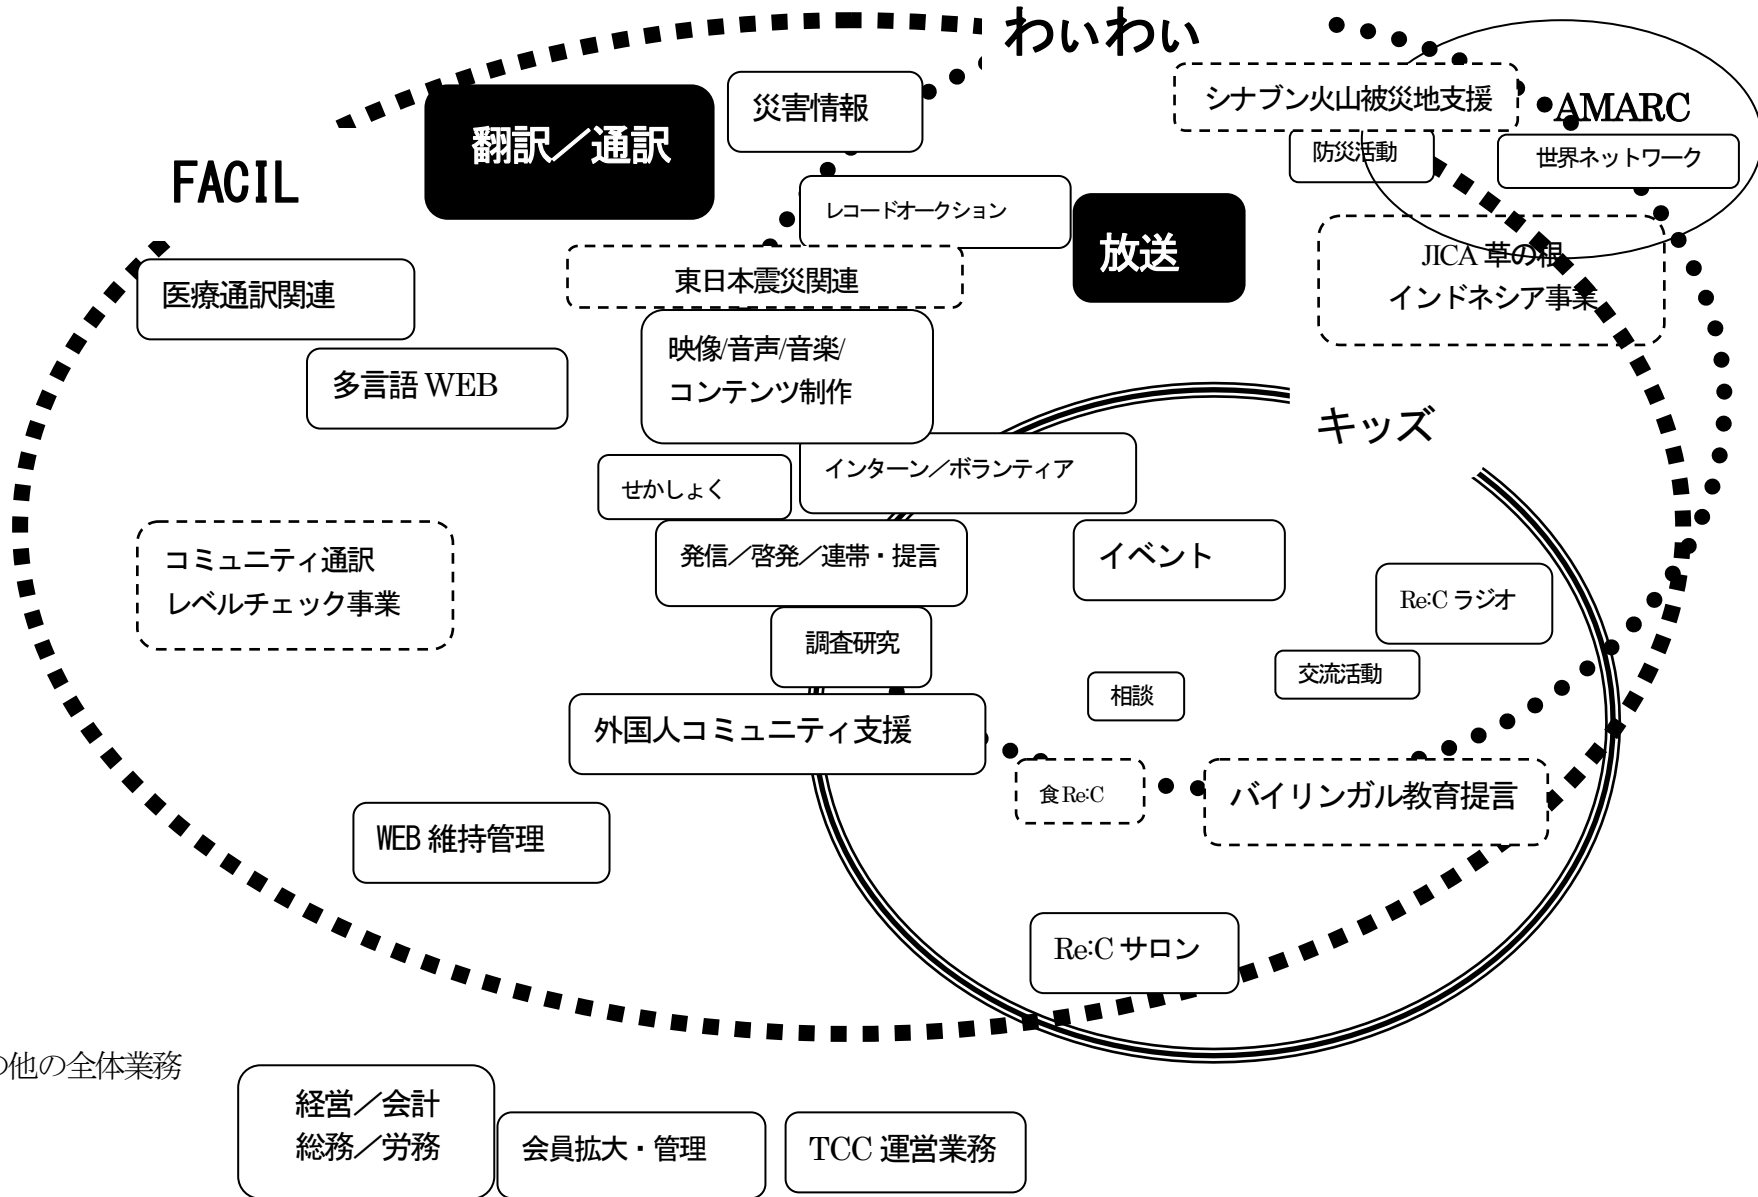 わぃわぃ
シナブン火山被災地支援
災害情報
AMARC
翻訳／通訳
防災活動
世界ネットワーク
FACIL
レコードオークション
放送
JICA 草の根
インドネシア事業
東日本震災関連
医療通訳関連
映像/音声/音楽/
コンテンツ制作
多言語 WEB
キッズ
インターン／ボランティア
せかしょく
発信／啓発／連帯・提言
イベント
コミュニティ通訳
レベルチェック事業
Re:C ラジオ
調査研究
交流活動
相談
外国人コミュニティ支援
食 Re:C
バイリンガル教育提言
WEB 維持管理
Re:C サロン
の他の全体業務
経営／会計
総務／労務
会員拡大・管理
TCC 運営業務